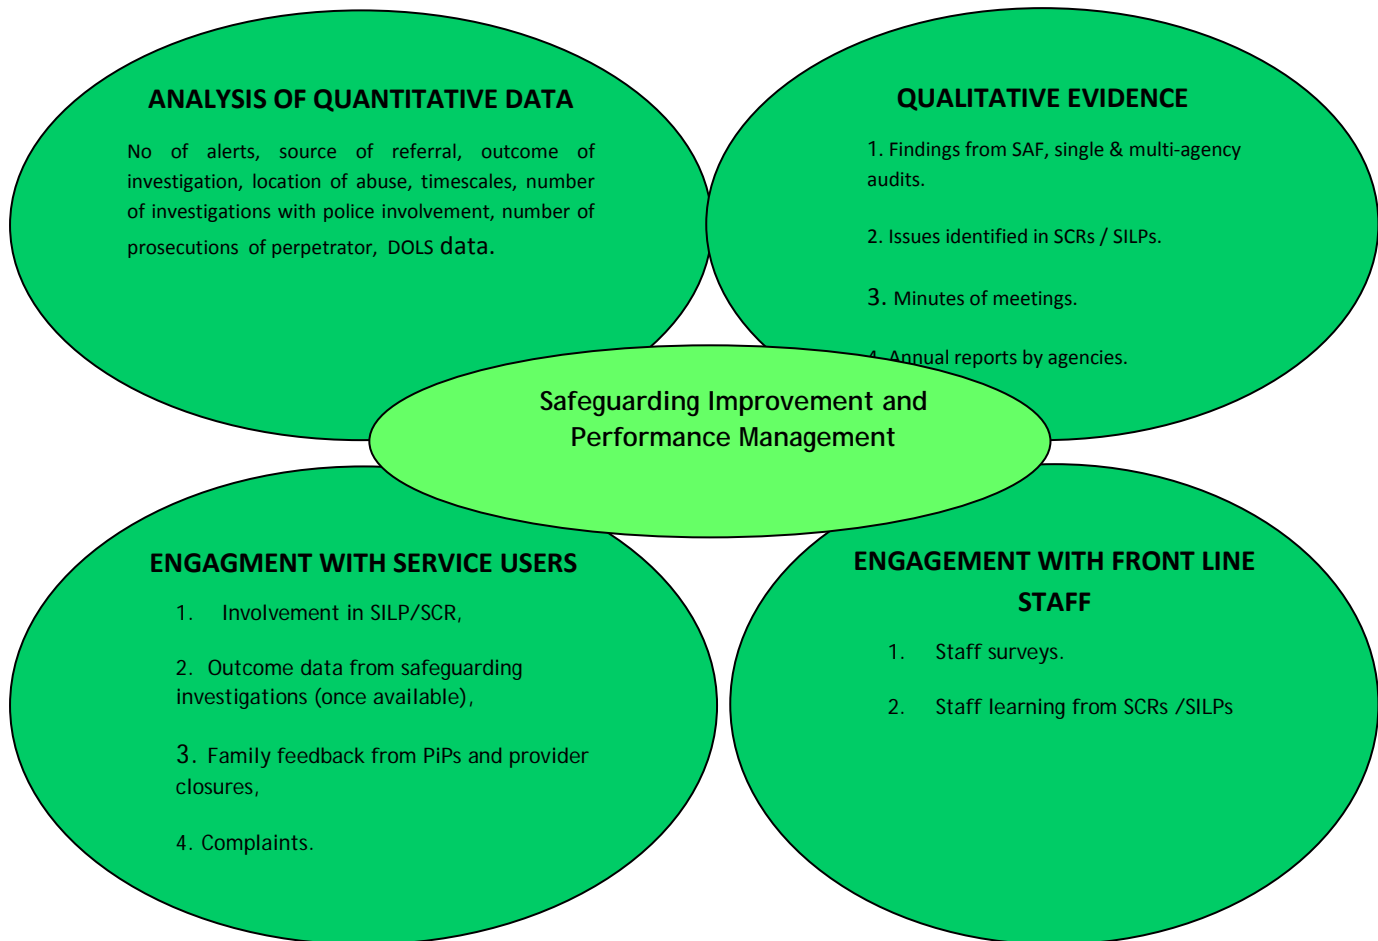 ANALYSIS OF QUANTITATIVE DATA
No of alerts, source of referral, outcome of
investigation, location of abuse, timescales, number
of investigations with police involvement, number of
prosecutions of perpetrator, DOLS data.
QUALITATIVE EVIDENCE
1. Findings from SAF, single & multi-agency
audits.
2. Issues identified in SCRs / SILPs.
3. Minutes of meetings.
4. Annual reports by agencies.
Safeguarding Improvement and
Performance Management
ENGAGMENT WITH SERVICE USERS
1. Involvement in SILP/SCR,
2. Outcome data from safeguarding
investigations (once available),
3. Family feedback from PiPs and provider
closures,
4. Complaints.
ENGAGEMENT WITH FRONT LINE
STAFF
1. Staff surveys.
2. Staff learning from SCRs /SILPs